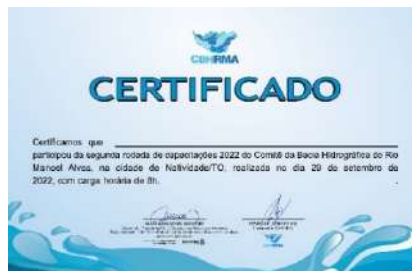 CBHRMA
CERTIFICADO
Certificamos que
participou da segunda rodada de capacitações 2022 do Comitê da Bacia Hidrográfica do Rio
Manoel Alves, na cidade de Natividade/TO, realizada no dia 29 de setembro de
2022, com carga horária de 8h.